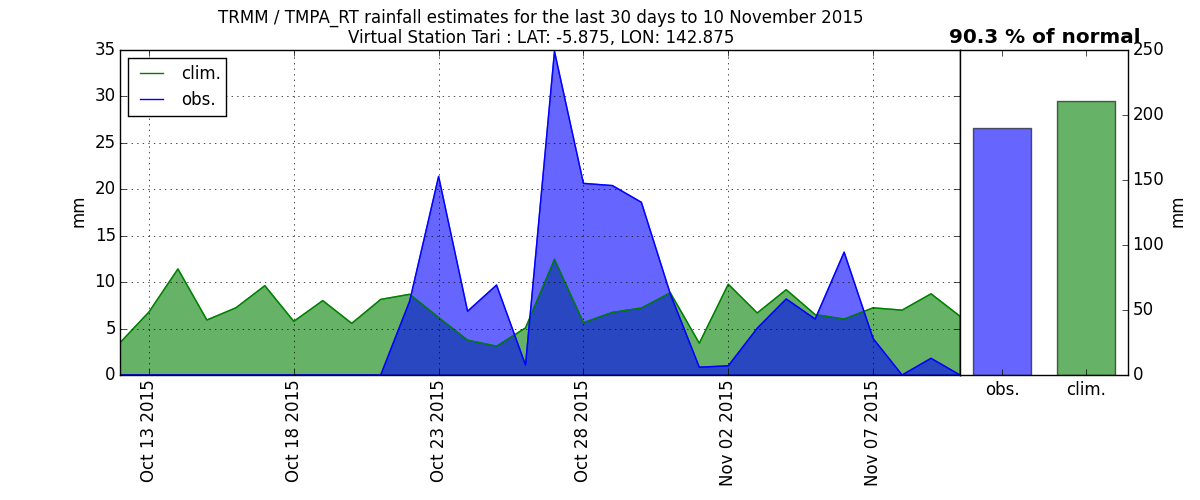 TRMM / TMPA_RT rainfall estimates for the last 30 days to 10 November 2015
Virtual Station Tari : LAT: -5.875, LON: 142.875
90.3 % of normal
clim.
obs.
35
30
25
20
15
10
5
0
mm
Oct 13 2015
Oct 18 2015
Oct 23 2015
Oct 28 2015
Nov 02 2015
Nov 07 2015
250
200
150
100
50
0
mm
obs.
clim.